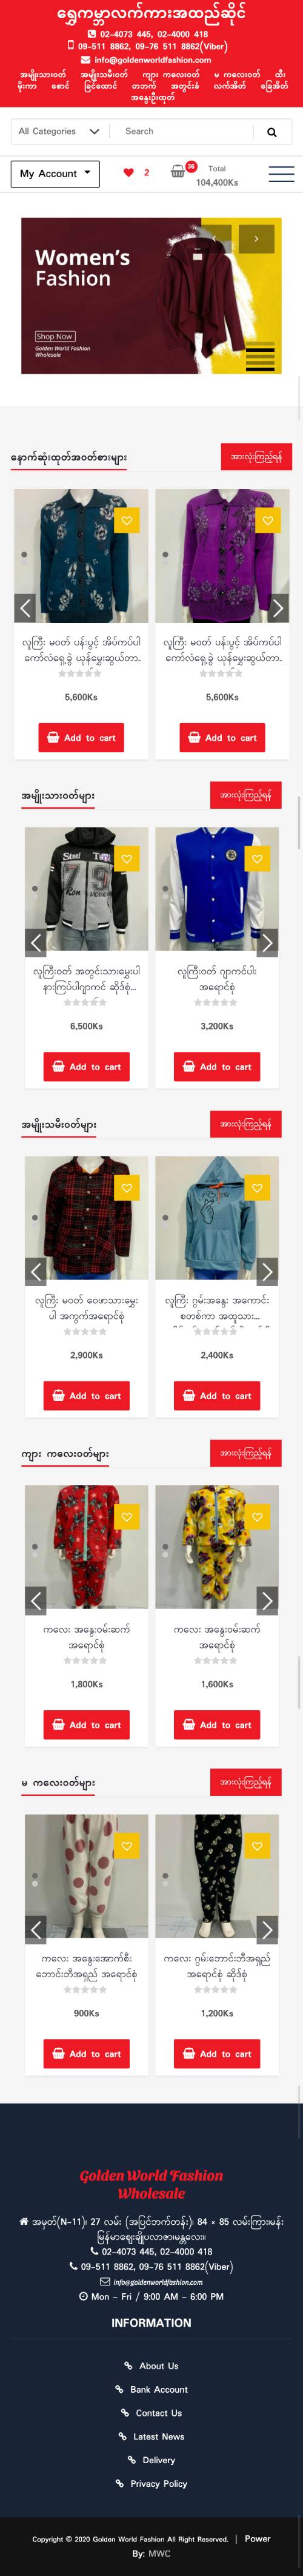 ရွှေကမ္ဘာလက်ကားအထည်ဆိုင်
02-4073 445, 02-4000 418
09-511 8862, 09-76 511 8862(Viber)
info@goldenworldfashion.com
အမျိုးသားဝတ် အမျိုးသမီးဝတ် ကျား ကလေးဝတ် မ ကလေးဝတ် ထီး
မိုးကာ စောင် ခြင်ထောင် တဘက် အတွင်းခံ လက်အိတ် ခြေအိတ်
အနွေးဦးထုတ်
All Categories Search
My Account 2 36 Total
104,400Ks
Women's
Fashion
Shop Now
Golden World Fashion
Wholesale
နောက်ဆုံးထုတ်အဝတ်စားများ အားလုံးကြည့်ရန်
လူကြီး မဝတ် ပန်းပွင့် အိပ်ကပ်ပါ လူကြီး မဝတ် ပန်းပွင့် အိပ်ကပ်ပါ
ကော်လံရှေ့ခွဲ ယုန်မွှေးဆွယ်တာ.. ကော်လံရှေ့ခွဲ ယုန်မွှေးဆွယ်တာ..
5,600Ks 5,600Ks
Add to cart Add to cart
အမျိုးသားဝတ်များ အားလုံးကြည့်ရန်
လူကြီးဝတ် အတွင်းသားမွှေးပါ လူကြီးဝတ် ဂျာကင်ပါး
နားကြပ်ပါဂျာကင် ဆိုဒ်စုံ... အရောင်စုံ
6,500Ks 3,200Ks
Add to cart Add to cart
အမျိုးသမီးဝတ်များ အားလုံးကြည့်ရန်
လူကြီး မဝတ် ဝေဖာသားမွှေး လူကြီး ဂွမ်းအနွေး အကောင်း
ပါ အကွက်အရောင်စုံ စတစ်ကာ အထူသား...
2,900Ks 2,400Ks
Add to cart Add to cart
ကျား ကလေးဝတ်များ အားလုံးကြည့်ရန်
ကလေး အနွေးဝမ်းဆက် ကလေး အနွေးဝမ်းဆက်
အရောင်စုံ အရောင်စုံ
1,800Ks 1,600Ks
Add to cart Add to cart
မ ကလေးဝတ်များ အားလုံးကြည့်ရန်
ကလေး အနွေးအောက်စီး ကလေး ဂွမ်းဘောင်းဘီအရှည်
ဘောင်းဘီအရှည် အရောင်စုံ အရောင်စုံ ဆိုဒ်စုံ
900Ks 1,200Ks
Add to cart Add to cart
Golden World Fashion
Wholesale
အမှတ်(N-11)၊ 27 လမ်း (အပြင်ဘက်တန်း)၊ 84 × 85 လမ်းကြား၊မန်း
မြန်မာဈေးချိုပလာဇာ၊မန္တလေး။
02-4073 445, 02-4000 418
09-511 8862, 09-76 511 8862(Viber)
info@goldenworldfashion.com
Mon - Fri / 9:00 AM - 6:00 PM
INFORMATION
About Us
Bank Account
Contact Us
Latest News
Delivery
Privacy Policy
Copyright © 2020 Golden World Fashion All Right Reserved. | Power
By: MWC